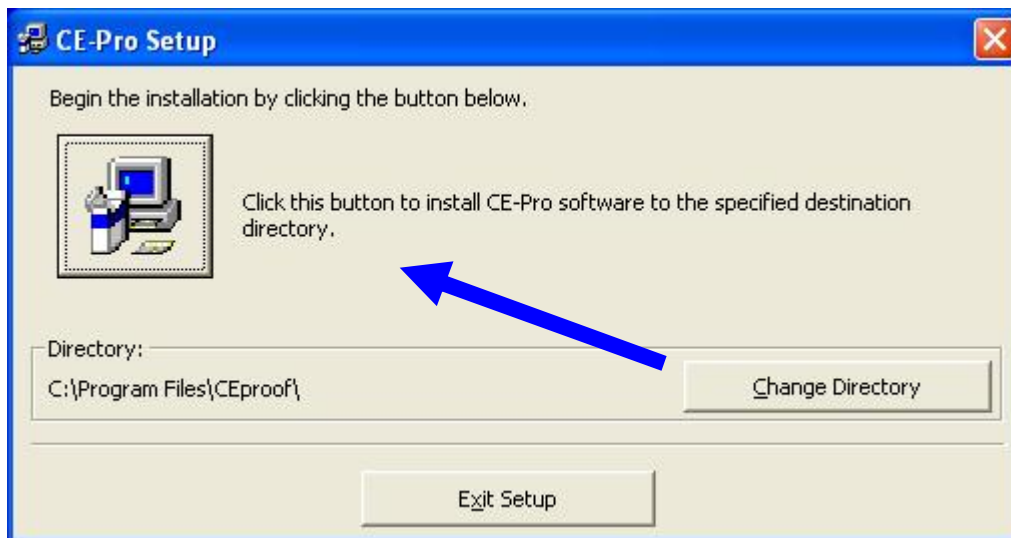 CE-Pro Setup
Begin the installation by clicking the button below.
Click this button to install CE-Pro software to the specified destination
directory.
Directory:
C:\Program Files\CEproof\
Change Directory
Exit Setup